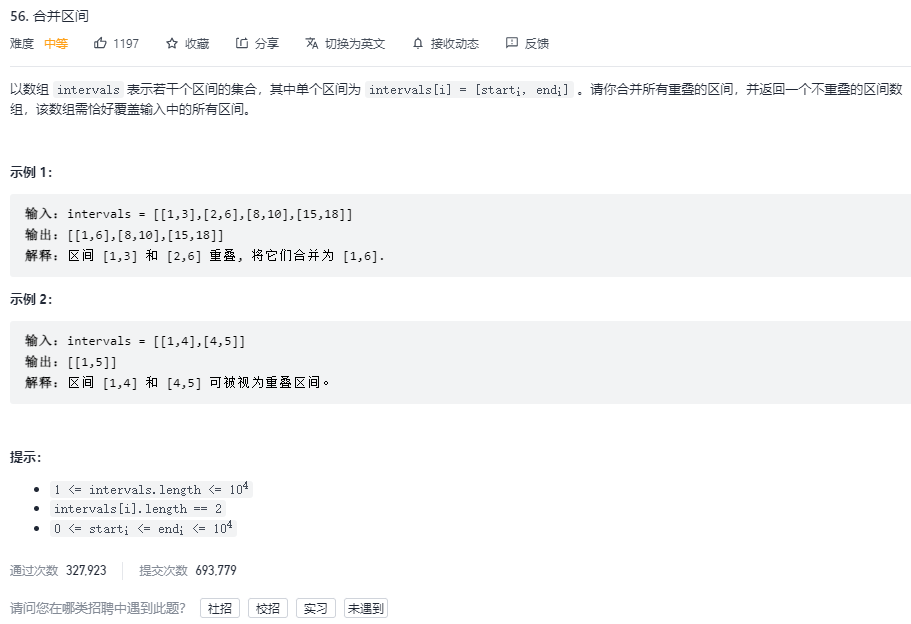 56. 合并区间
难度 中等 1197 收藏 分享 切换为英文 接收动态 反馈
以数组 intervals 表示若干个区间的集合，其中单个区间为 intervals[i] = [startᵢ, endᵢ] 。请你合并所有重叠的区间，并返回一个不重叠的区间数
组，该数组需恰好覆盖输入中的所有区间。
示例 1：
输入：intervals = [[1,3],[2,6],[8,10],[15,18]]
输出：[[1,6],[8,10],[15,18]]
解释：区间 [1,3] 和 [2,6] 重叠, 将它们合并为 [1,6].
示例 2：
输入：intervals = [[1,4],[4,5]]
输出：[[1,5]]
解释：区间 [1,4] 和 [4,5] 可被视为重叠区间。
提示：
1 <= intervals.length <= 10⁴
intervals[i].length == 2
0 <= startᵢ <= endᵢ <= 10⁴
通过次数 327,923 提交次数 693,779
请问您在哪类招聘中遇到此题？ 社招 校招 实习 未遇到